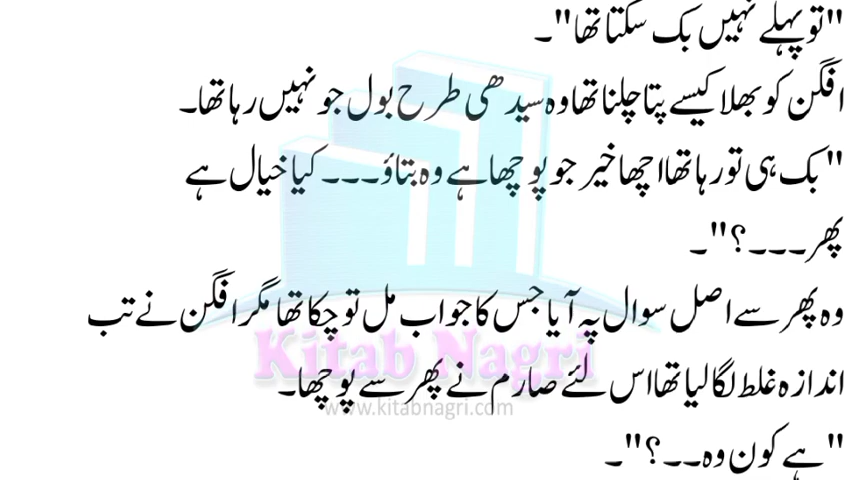 "تو پہلے نہیں بک سکتا تھا"۔
افگن کو بھلا کیسے پتا چلنا تھا وہ سیدھی طرح بول جو نہیں رہا تھا۔
"بک ہی تو رہا تھا اچھا خیر جو پوچھا ہے وہ بتاؤ۔۔۔ کیا خیال ہے
پھر۔۔۔؟"۔
وہ پھر سے اصل سوال پہ آیا جس کا جواب مل تو چکا تھا مگر افگن نے تب
Kitab Nagri
اندازہ غلط لگا لیا تھا اس لئے صارم نے پھر سے پوچھا۔
www.kitabnagri.com
"ہے کون وہ۔۔؟"۔